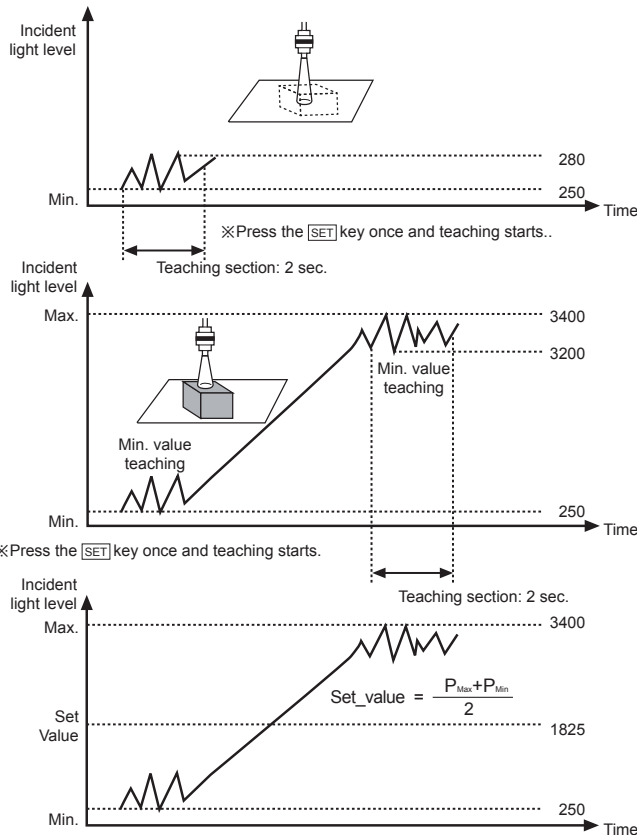 Incident
light level
280
250
Min.
Time
※Press the SET key once and teaching starts..
Teaching section: 2 sec.
Incident
light level
Max.
3400
3200
Min. value
teaching
Min. value
teaching
250
Min.
Time
※Press the SET key once and teaching starts.
Teaching section: 2 sec.
Incident
light level
Max.
3400
Set_value = (PMax+PMin)/2
Set
Value
1825
250
Min.
Time